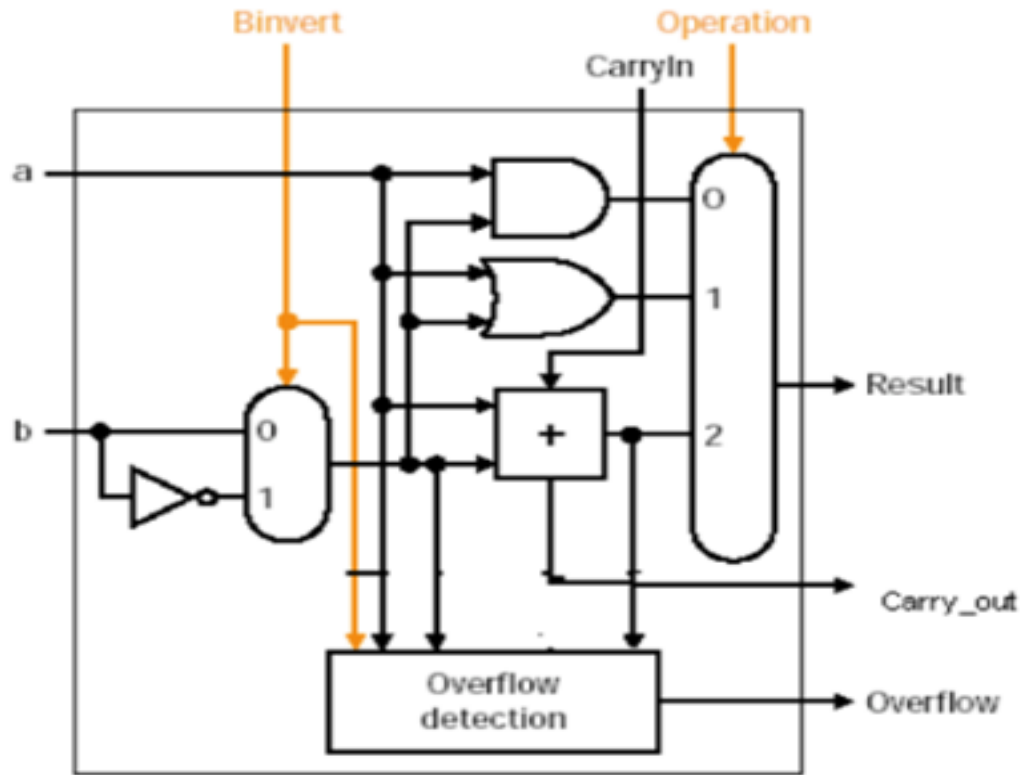 Binvert
Operation
CarryIn
a
0
1
Result
b
0
+
2
1
Carry_out
Overflow
detection
Overflow